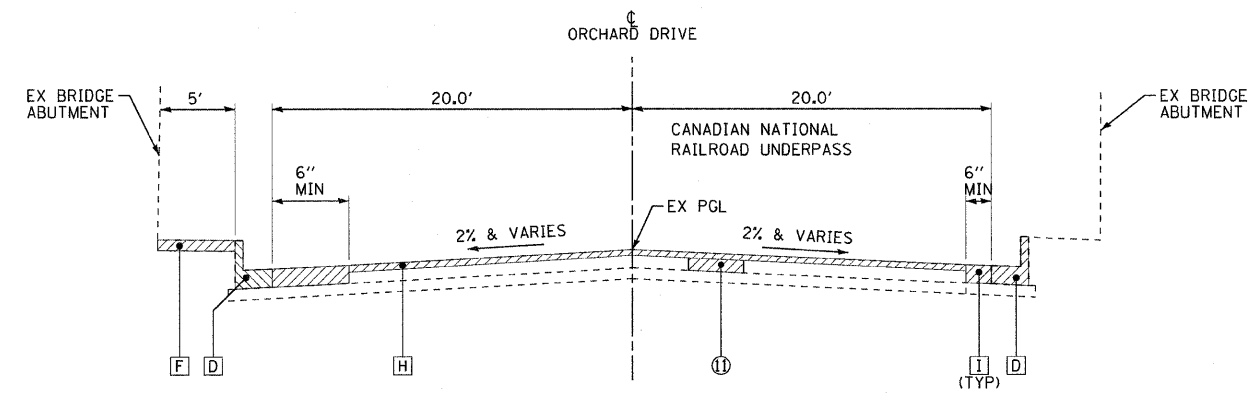 ℄
ORCHARD DRIVE
EX BRIDGE
ABUTMENT
5'
20.0'
20.0'
EX BRIDGE
ABUTMENT
CANADIAN NATIONAL
RAILROAD UNDERPASS
6"
MIN
6"
MIN
EX PGL
2% & VARIES
2% & VARIES
F
D
H
11
I
(TYP)
D